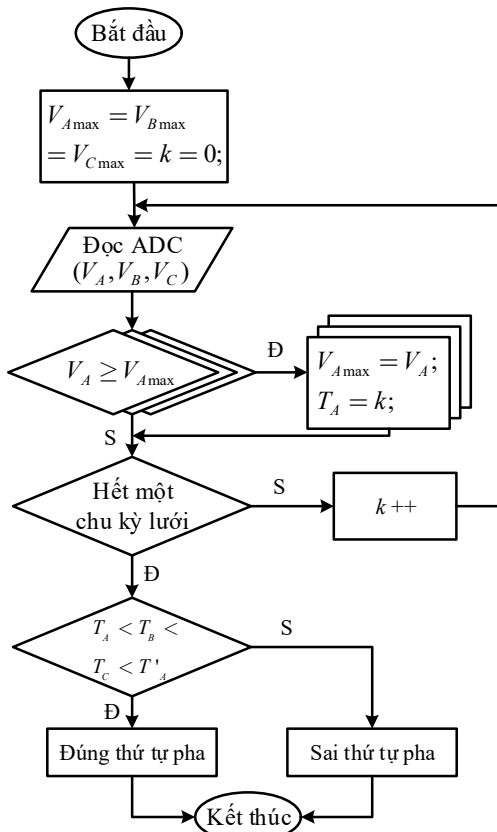 Bắt đầu
V_Amax = V_Bmax
= V_Cmax = k = 0;
Đọc ADC
(V_A, V_B, V_C)
V_A ≥ V_Amax
Đ
V_Amax = V_A;
T_A = k;
S
Hết một
chu kỳ lưới
S
k++
Đ
T_A < T_B <
T_C < T'_A
S
Đ
Đúng thứ tự pha
Sai thứ tự pha
Kết thúc